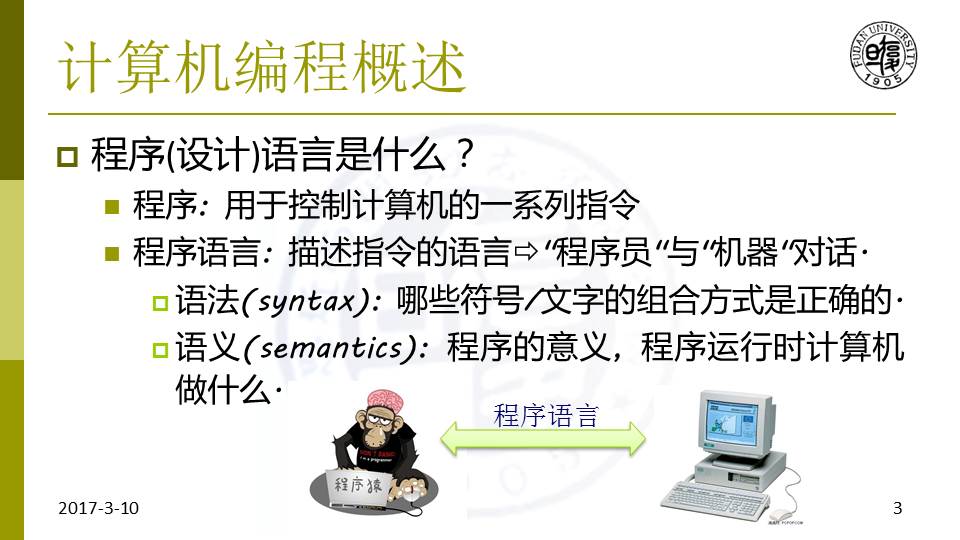 计算机编程概述
FUDAN UNIVERSITY
1905
程序(设计)语言是什么？
程序：用于控制计算机的一系列指令
程序语言：描述指令的语言⇨“程序员“与“机器“对话·
语法(syntax)：哪些符号/文字的组合方式是正确的·
语义(semantics)：程序的意义，程序运行时计算机
做什么·
程序语言
DON'T PANIC
I'm a programmer
程序猿
2017-3-10
3